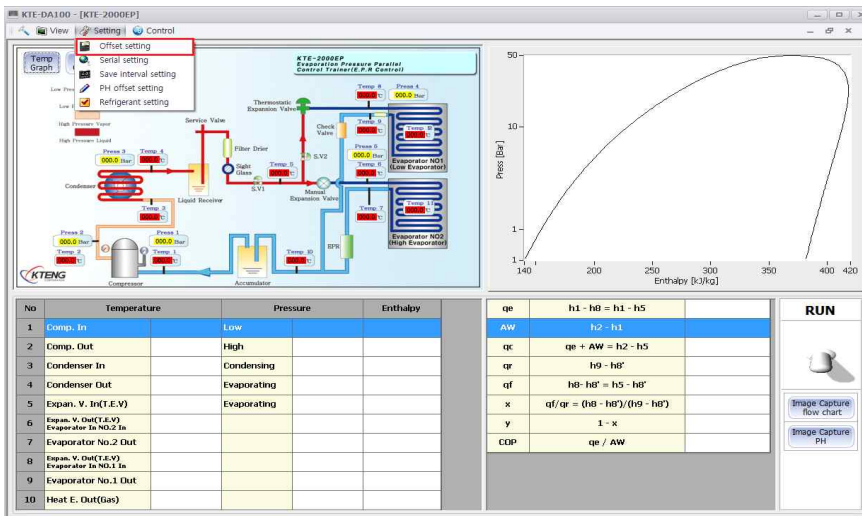 KTE-DA100 - [KTE-2000EP]
View Setting Control
Offset setting
Serial setting
Save interval setting
PH offset setting
Refrigerant setting
Temp
Graph
KTE-2000EP
Evaporation Pressure Parallel
Control Trainer(E.P.R Control)
High Pressure Vapor
High Pressure Liquid
Service Valve
Thermostatic
Expansion Valve
Temp 8
Press 4
000.0 Bar
Check
Valve
Temp 9
Press 5
000.0 Bar
Temp 6
Evaporator NO1
(Low Evaporator)
Press 3
000.0 Bar
Temp 4
Filter Drier
Sight
Glass
S.V2
Temp 5
S.V1
Manual
Expansion Valve
Condenser
Liquid Receiver
Temp 3
Temp 7
Temp 11
Evaporator NO2
(High Evaporator)
Press 2
000.0 Bar
Temp 2
Press 1
000.0 Bar
Temp 1
Temp 10
EPR
KTENG
Compressor
Accumulator
Press [Bar]
50
10
1
1
140 200 250 300 350 400 420
Enthalpy [kJ/kg]
No Temperature Pressure Enthalpy
1 Comp. In Low
2 Comp. Out High
3 Condenser In Condensing
4 Condenser Out Evaporating
5 Expan. V. In(T.E.V) Evaporating
6 Expan. V. Out(T.E.V)
Evaporator In NO.2 In
7 Evaporator No.2 Out
8 Expan. V. Out(T.E.V)
Evaporator In NO.1 In
9 Evaporator No.1 Out
10 Heat E. Out(Gas)
qe h1 - h8 = h1 - h5
AW h2 - h1
qc qe + AW = h2 - h5
qr h9 - h8'
qf h8- h8' = h5 - h8'
x qf/qr = (h8 - h8')/(h9 - h8')
y 1 - x
COP qe / AW
RUN
Image Capture
flow chart
Image Capture
PH